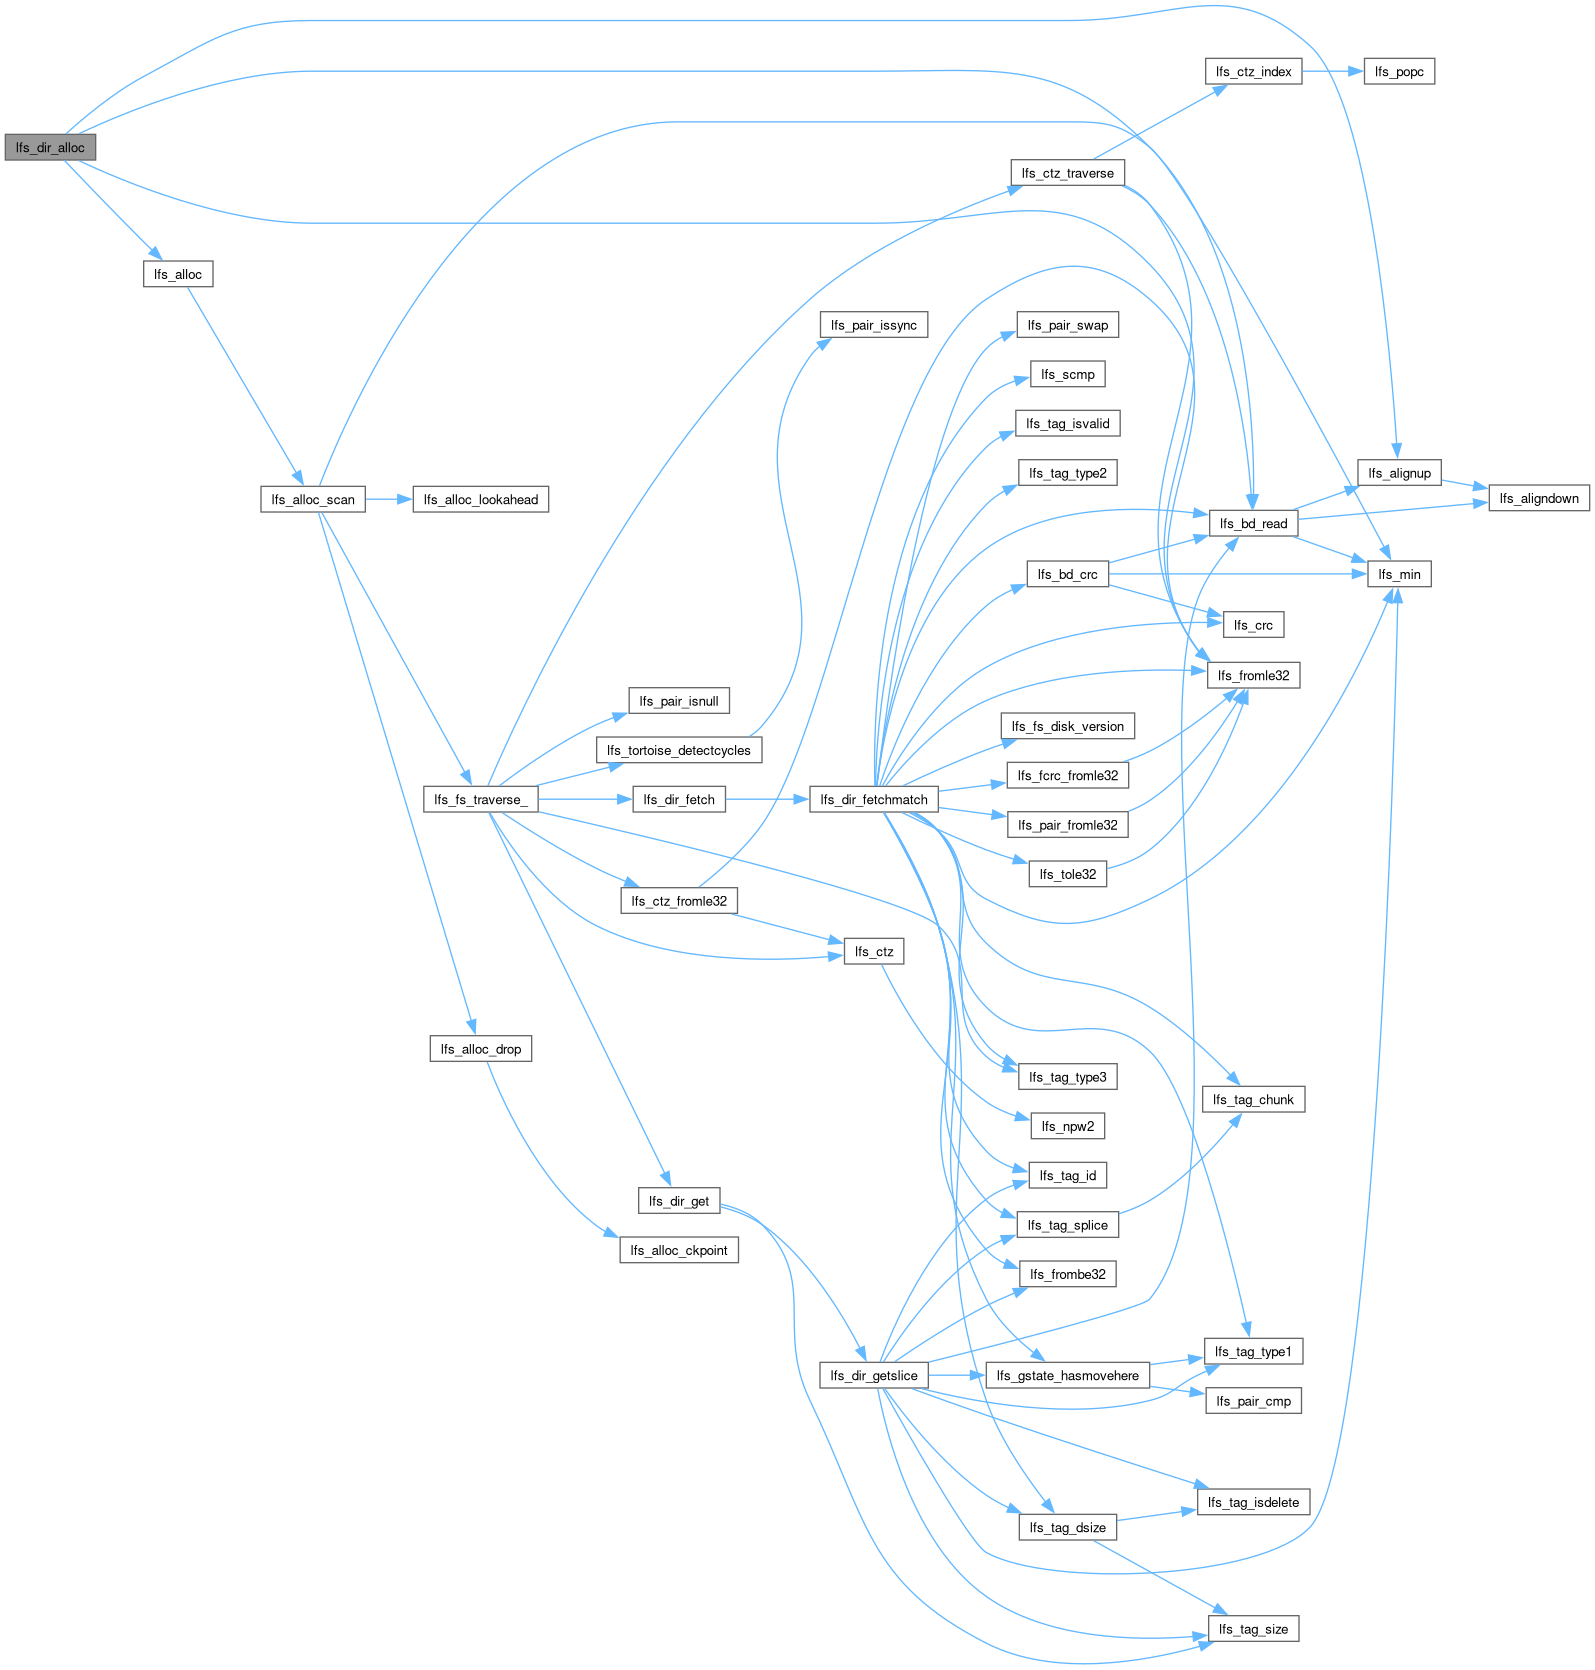 lfs_dir_alloc
lfs_alloc
lfs_alloc_scan
lfs_alloc_lookahead
lfs_fs_traverse_
lfs_alloc_drop
lfs_pair_isnull
lfs_tortoise_detectcycles
lfs_dir_fetch
lfs_ctz_fromle32
lfs_dir_get
lfs_alloc_ckpoint
lfs_pair_issync
lfs_dir_fetchmatch
lfs_ctz
lfs_dir_getslice
lfs_ctz_traverse
lfs_pair_swap
lfs_scmp
lfs_tag_isvalid
lfs_tag_type2
lfs_bd_crc
lfs_fs_disk_version
lfs_fcrc_fromle32
lfs_pair_fromle32
lfs_tole32
lfs_tag_type3
lfs_npw2
lfs_tag_id
lfs_tag_splice
lfs_frombe32
lfs_gstate_hasmovehere
lfs_tag_dsize
lfs_ctz_index
lfs_bd_read
lfs_crc
lfs_fromle32
lfs_tag_chunk
lfs_tag_type1
lfs_pair_cmp
lfs_tag_isdelete
lfs_tag_size
lfs_popc
lfs_alignup
lfs_min
lfs_aligndown